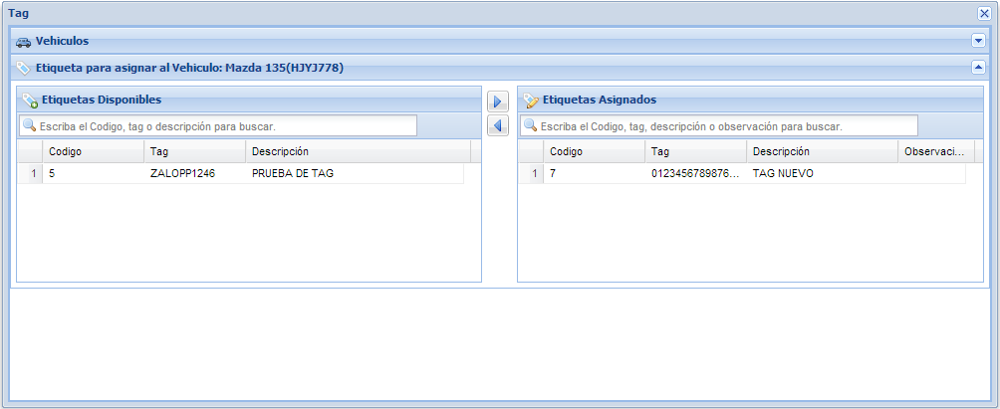 Tag
Vehiculos
Etiqueta para asignar al Vehiculo: Mazda 135(HJYJ778)
Etiquetas Disponibles
Escriba el Codigo, tag o descripción para buscar.
Codigo Tag Descripción
1 5 ZALOPP1246 PRUEBA DE TAG
Etiquetas Asignados
Escriba el Codigo, tag, descripción o observación para buscar.
Codigo Tag Descripción Observaci...
1 7 0123456789876... TAG NUEVO